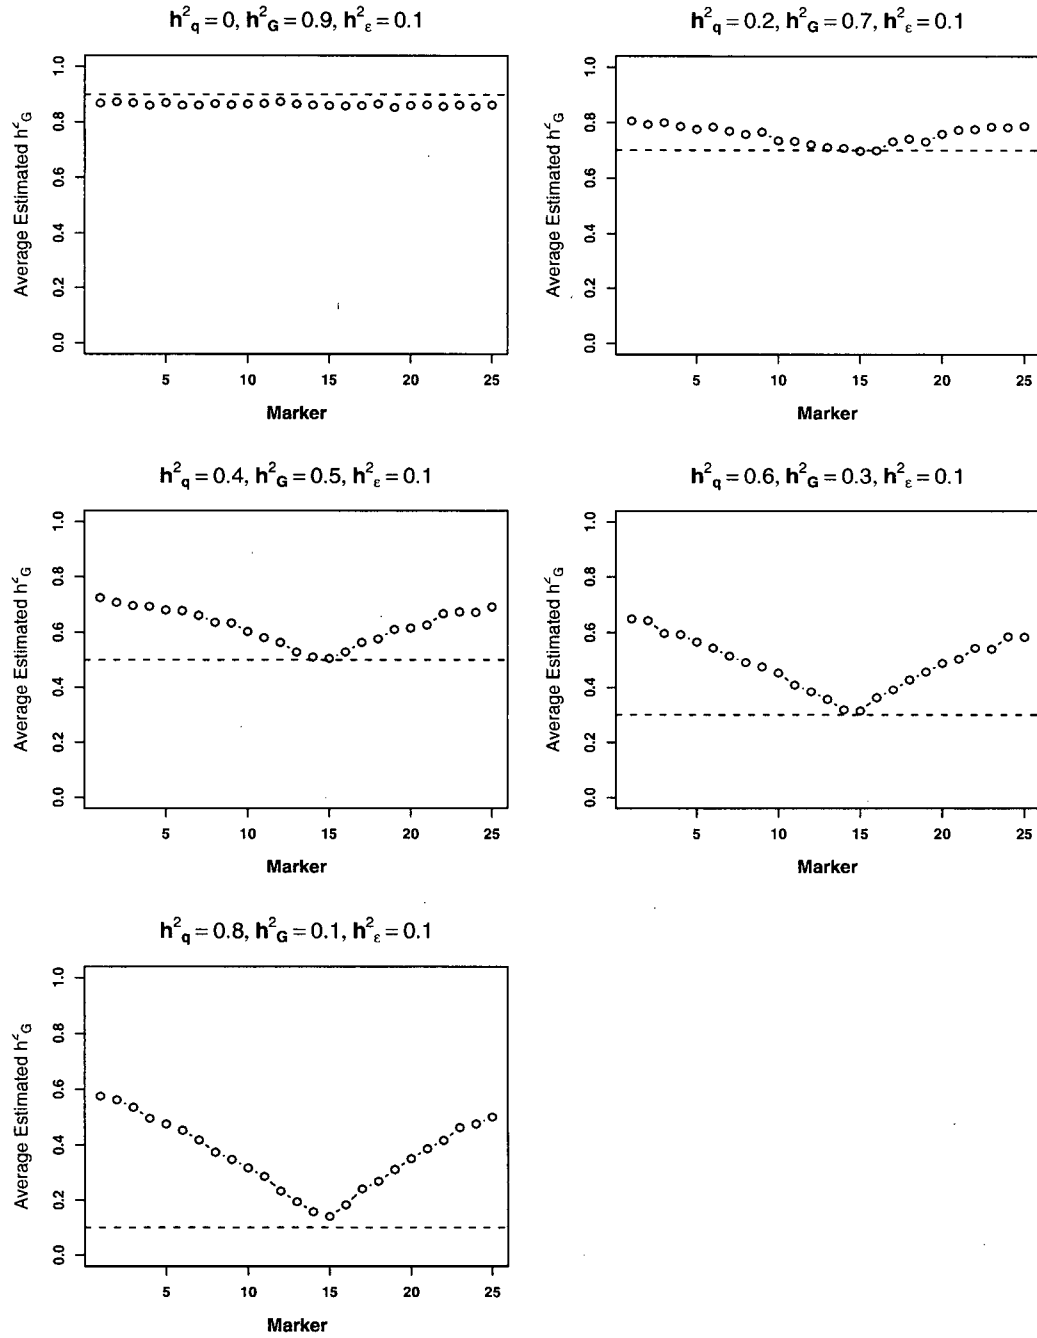 h²q = 0, h²G = 0.9, h²ε = 0.1
Average Estimated h²G
1.0
0.8
0.6
0.4
0.2
0.0
5 10 15 20 25
Marker
h²q = 0.2, h²G = 0.7, h²ε = 0.1
Average Estimated h²G
1.0
0.8
0.6
0.4
0.2
0.0
5 10 15 20 25
Marker
h²q = 0.4, h²G = 0.5, h²ε = 0.1
Average Estimated h²G
1.0
0.8
0.6
0.4
0.2
0.0
5 10 15 20 25
Marker
h²q = 0.6, h²G = 0.3, h²ε = 0.1
Average Estimated h²G
1.0
0.8
0.6
0.4
0.2
0.0
5 10 15 20 25
Marker
h²q = 0.8, h²G = 0.1, h²ε = 0.1
Average Estimated h²G
1.0
0.8
0.6
0.4
0.2
0.0
5 10 15 20 25
Marker